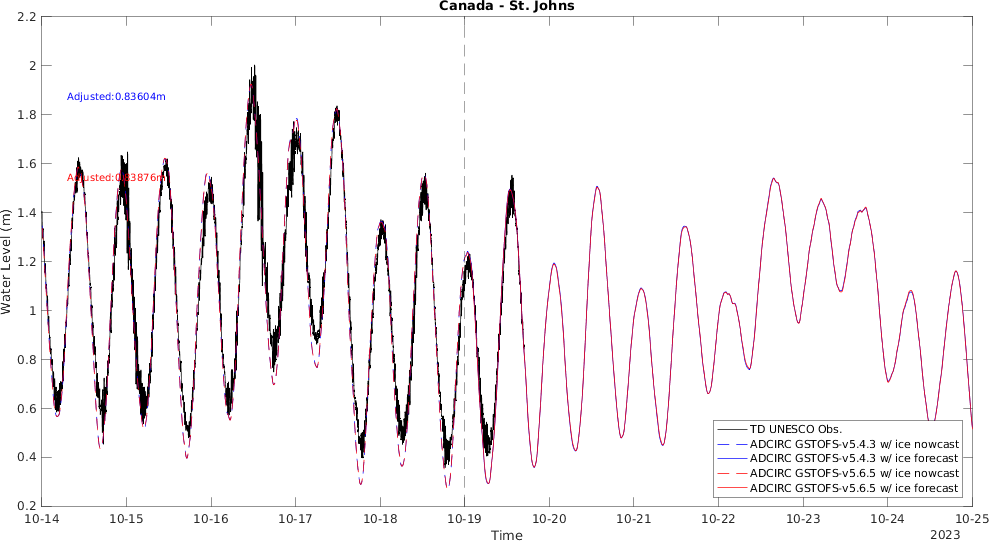 Canada - St. Johns
2.2
2
1.8
1.6
1.4
1.2
1
0.8
0.6
0.4
0.2
Water Level (m)
Adjusted:0.83604m
Adjusted:0.83876m
TD UNESCO Obs.
ADCIRC GSTOFS-v5.4.3 w/ ice nowcast
ADCIRC GSTOFS-v5.4.3 w/ ice forecast
ADCIRC GSTOFS-v5.6.5 w/ ice nowcast
ADCIRC GSTOFS-v5.6.5 w/ ice forecast
10-14 10-15 10-16 10-17 10-18 10-19 10-20 10-21 10-22 10-23 10-24 10-25
Time
2023